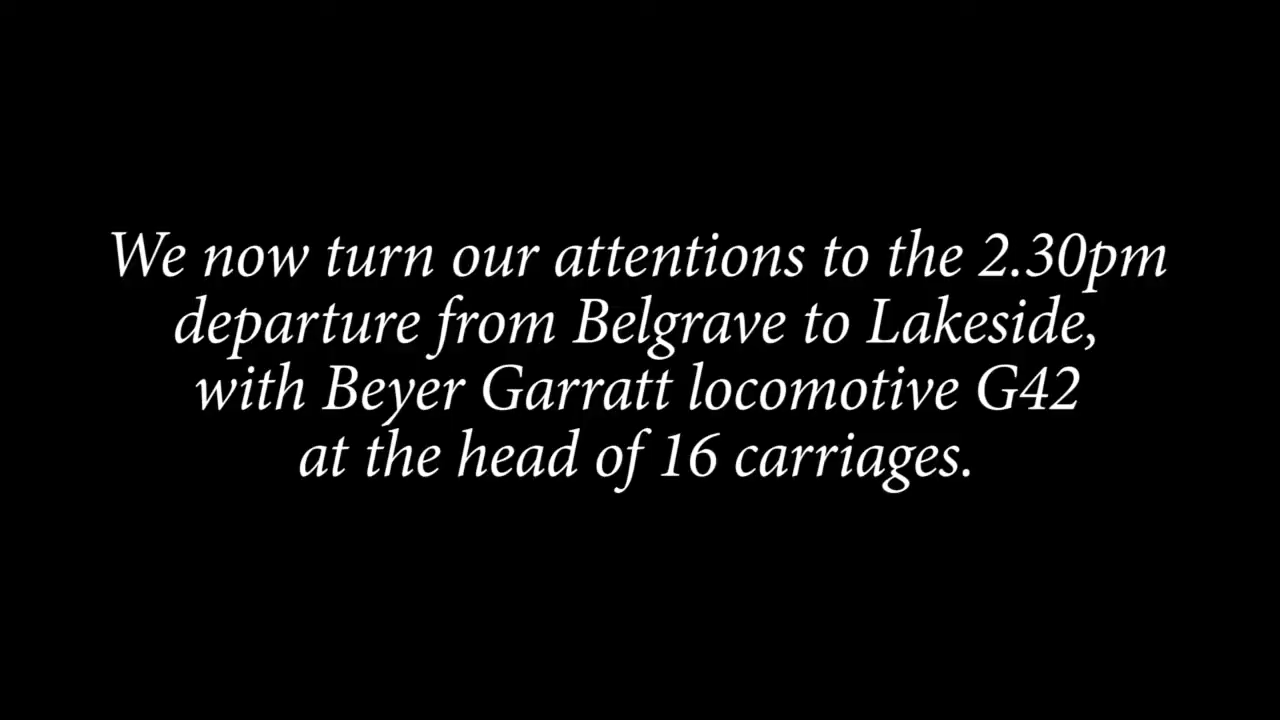 We now turn our attentions to the 2.30pm
departure from Belgrave to Lakeside,
with Beyer Garratt locomotive G42
at the head of 16 carriages.